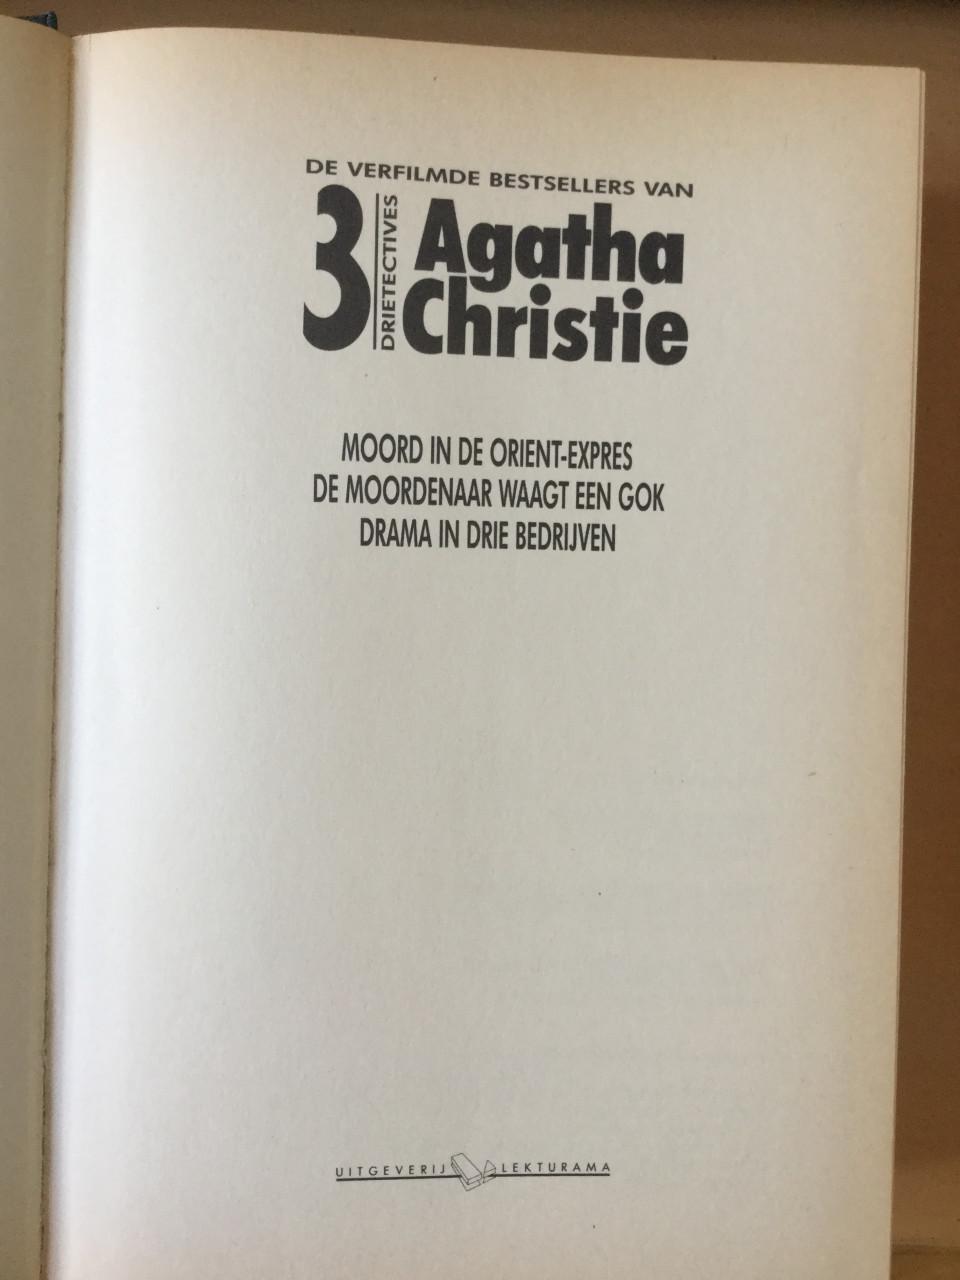 DE VERFILMDE BESTSELLERS VAN
3
DRIETECTIVES
Agatha
Christie
MOORD IN DE ORIENT-EXPRES
DE MOORDENAAR WAAGT EEN GOK
DRAMA IN DRIE BEDRIJVEN
UITGEVERIJ LEKTURAMA